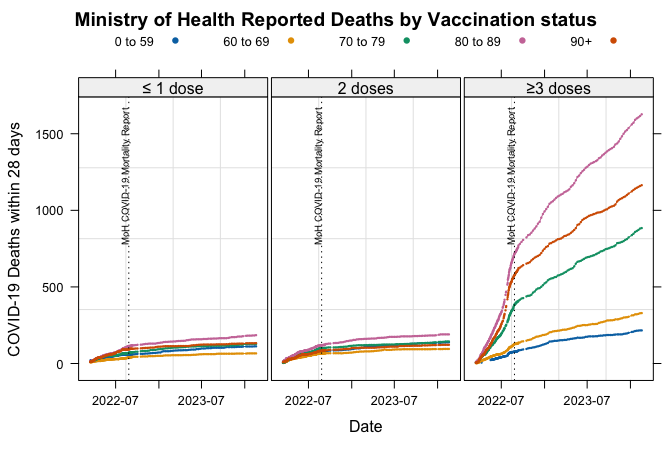 Ministry of Health Reported Deaths by Vaccination status
0 to 59 60 to 69 70 to 79 80 to 89 90+
≤ 1 dose 2 doses ≥3 doses
MoH COVID-19 Mortality Report MoH COVID-19 Mortality Report MoH COVID-19 Mortality Report
COVID-19 Deaths within 28 days
1500
1000
500
0
2022-07 2023-07 2022-07 2023-07 2022-07 2023-07
Date